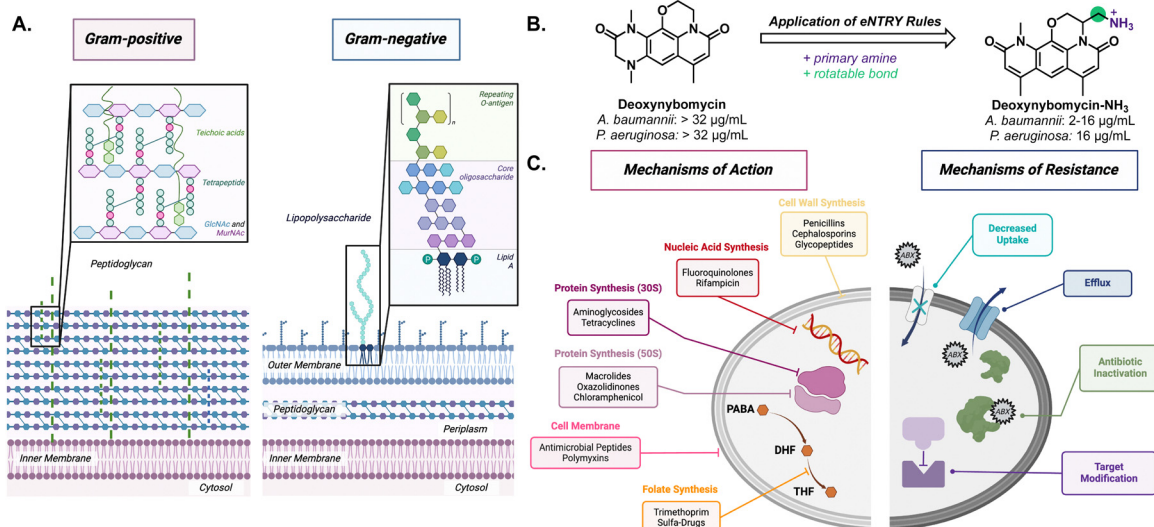 A.
Gram-positive
Gram-negative
Teichoic acids
Tetrapeptide
GlcNAc and
MurNAc
Peptidoglycan
Inner Membrane
Cytosol
Repeating
O-antigen
n
Core
oligosaccharide
Lipid
A
P
P
Lipopolysaccharide
Outer Membrane
Peptidoglycan
Periplasm
Inner Membrane
Cytosol
B.
O
N
O
N
N
O
Deoxynybomycin
A. baumannii: > 32 µg/mL
P. aeruginosa: > 32 µg/mL
Application of eNTRY Rules
+ primary amine
+ rotatable bond
O
N
O
N
O
+
NH3
Deoxynybomycin-NH3
A. baumannii: 2-16 µg/mL
P. aeruginosa: 16 µg/mL
C.
Mechanisms of Action
Cell Wall Synthesis
Penicillins
Cephalosporins
Glycopeptides
Nucleic Acid Synthesis
Fluoroquinolones
Rifampicin
Protein Synthesis (30S)
Aminoglycosides
Tetracyclines
Protein Synthesis (50S)
Macrolides
Oxazolidinones
Chloramphenicol
Cell Membrane
Antimicrobial Peptides
Polymyxins
Folate Synthesis
Trimethoprim
Sulfa-Drugs
PABA
DHF
THF
Mechanisms of Resistance
ABX
Decreased
Uptake
Efflux
ABX
Antibiotic
Inactivation
ABX
Target
Modification